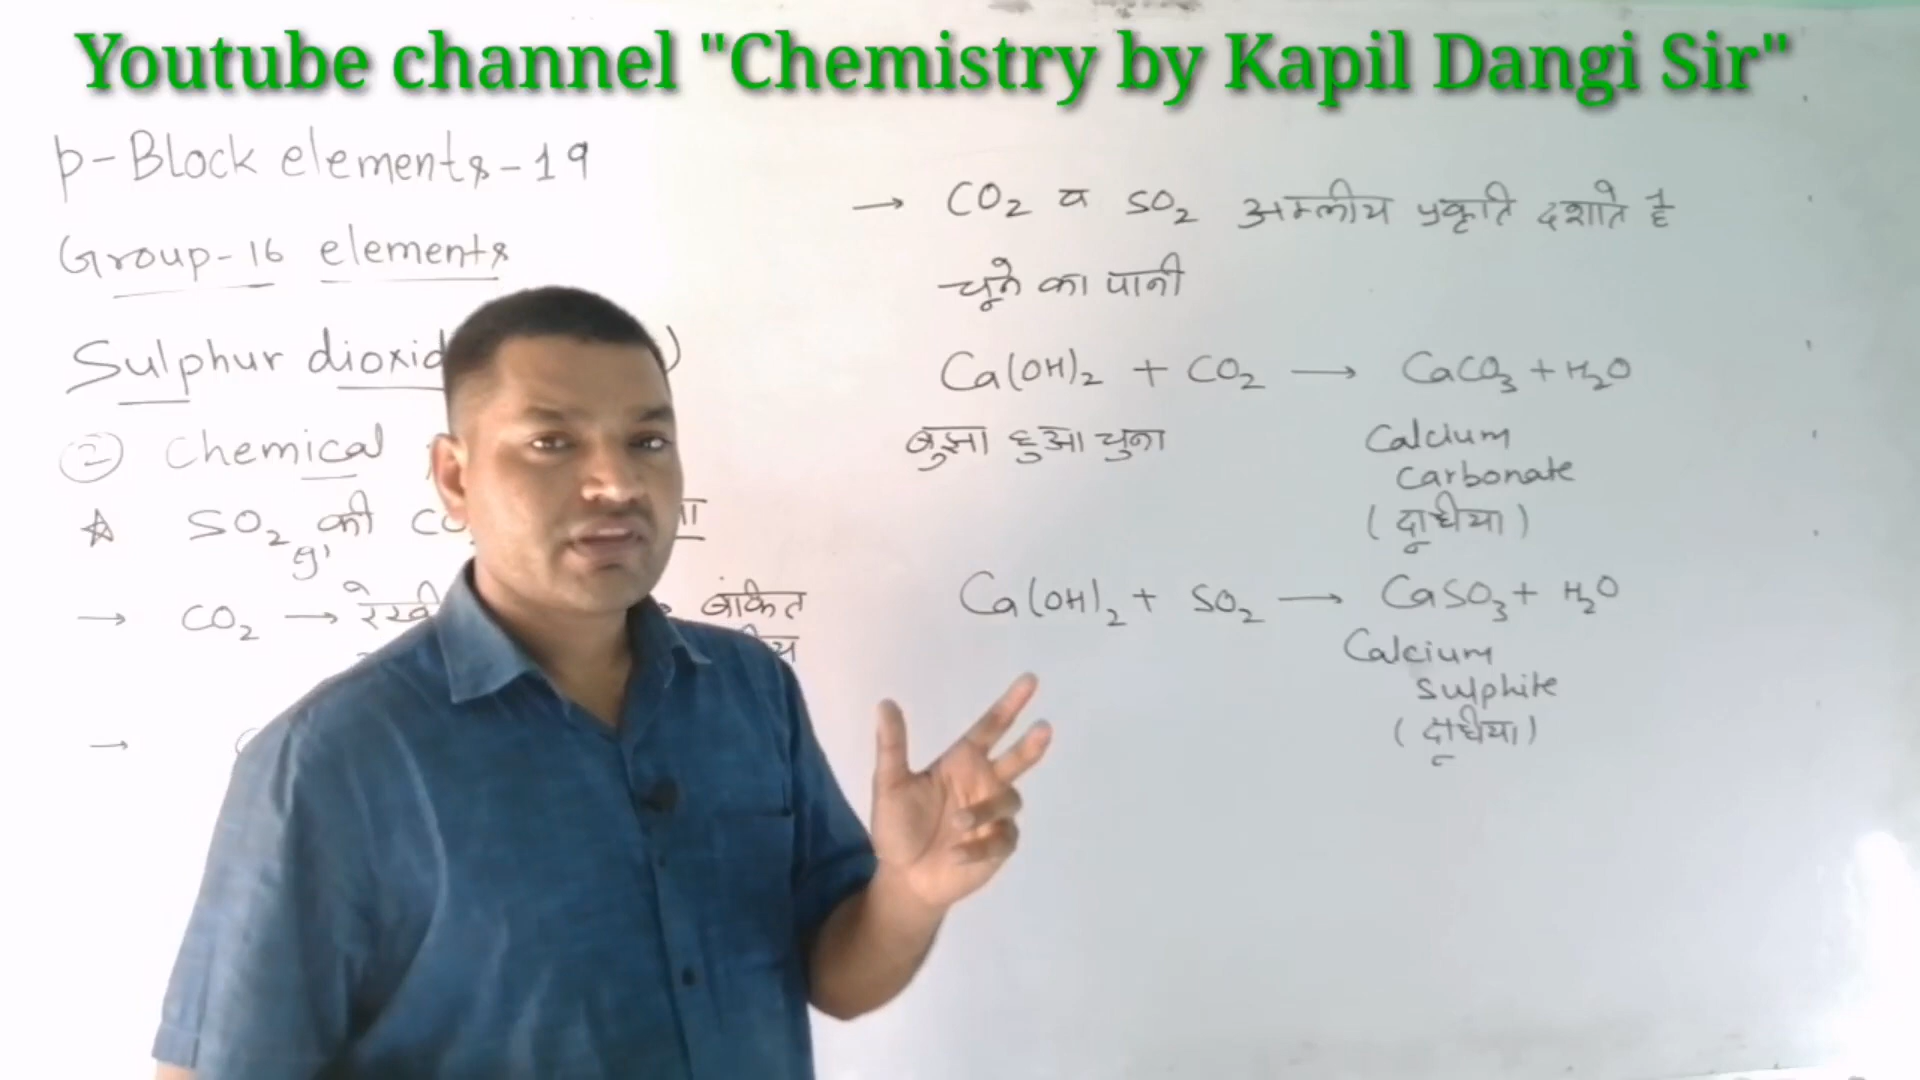 Youtube channel "Chemistry by Kapil Dangi Sir"
p-Block elements-19
Group-16 elements
Sulphur dioxid
② Chemical
☆ SO₂ की CO
g'
→ CO₂ → रेखी बंकित
→
→ CO₂ व SO₂ अम्लीय प्रकृति दर्शाते है
चूने का पानी
Ca(OH)₂ + CO₂ → CaCO₃ + H₂O
बुझा हुआ चुना
Calcium
carbonate
(दूधीया)
Ca(OH)₂ + SO₂ → CaSO₃ + H₂O
Calcium
sulphite
(दूधीया)